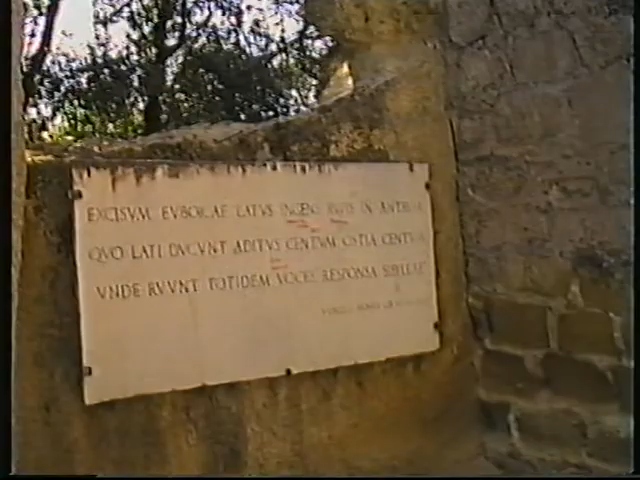 EXCISVM EVBOICAE LATVS INGENS RVPIS IN ANTRVM
QVO LATI DVCVNT ADITVS CENTVM OSTIA CENTVM
VNDE RVVNT TOTIDEM VOCES RESPONSA SIBYLLAE